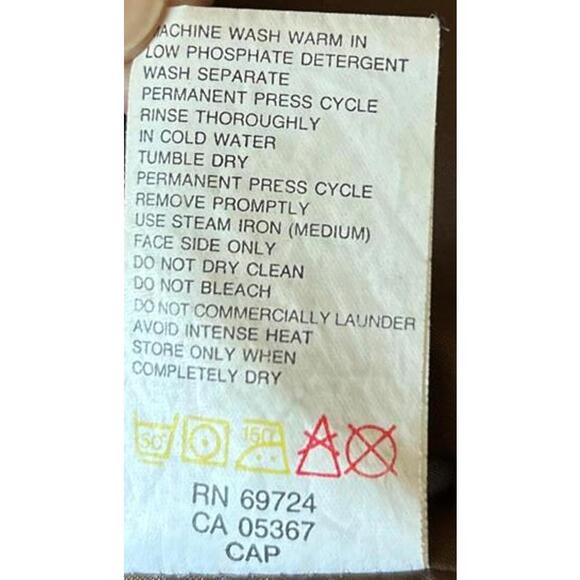 MACHINE WASH WARM IN
LOW PHOSPHATE DETERGENT
WASH SEPARATE
PERMANENT PRESS CYCLE
RINSE THOROUGHLY
IN COLD WATER
TUMBLE DRY
PERMANENT PRESS CYCLE
REMOVE PROMPTLY
USE STEAM IRON (MEDIUM)
FACE SIDE ONLY
DO NOT DRY CLEAN
DO NOT BLEACH
DO NOT COMMERCIALLY LAUNDER
AVOID INTENSE HEAT
STORE ONLY WHEN
COMPLETELY DRY
50° 150°
RN 69724
CA 05367
CAP